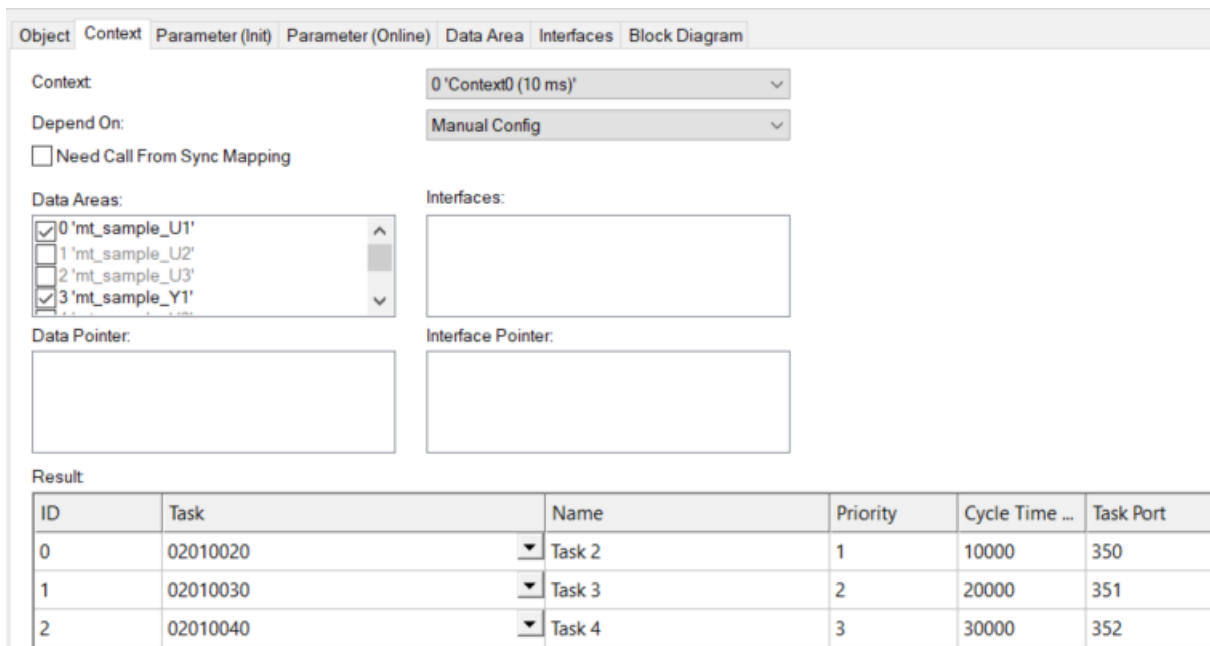 Object Context Parameter (Init) Parameter (Online) Data Area Interfaces Block Diagram
Context: 0 'Context0 (10 ms)'
Depend On: Manual Config
Need Call From Sync Mapping
Data Areas: Interfaces:
0 'mt_sample_U1'
1 'mt_sample_U2'
2 'mt_sample_U3'
3 'mt_sample_Y1'
Data Pointer: Interface Pointer:
Result:
ID Task Name Priority Cycle Time ... Task Port
0 02010020 Task 2 1 10000 350
1 02010030 Task 3 2 20000 351
2 02010040 Task 4 3 30000 352